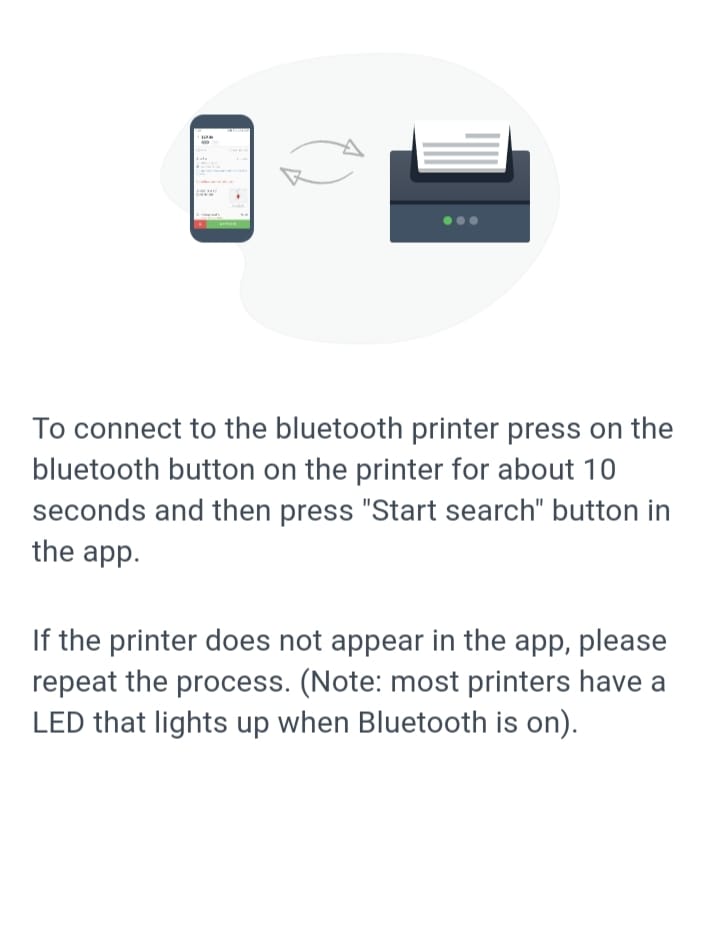 To connect to the bluetooth printer press on the
bluetooth button on the printer for about 10
seconds and then press "Start search" button in
the app.
If the printer does not appear in the app, please
repeat the process. (Note: most printers have a
LED that lights up when Bluetooth is on).